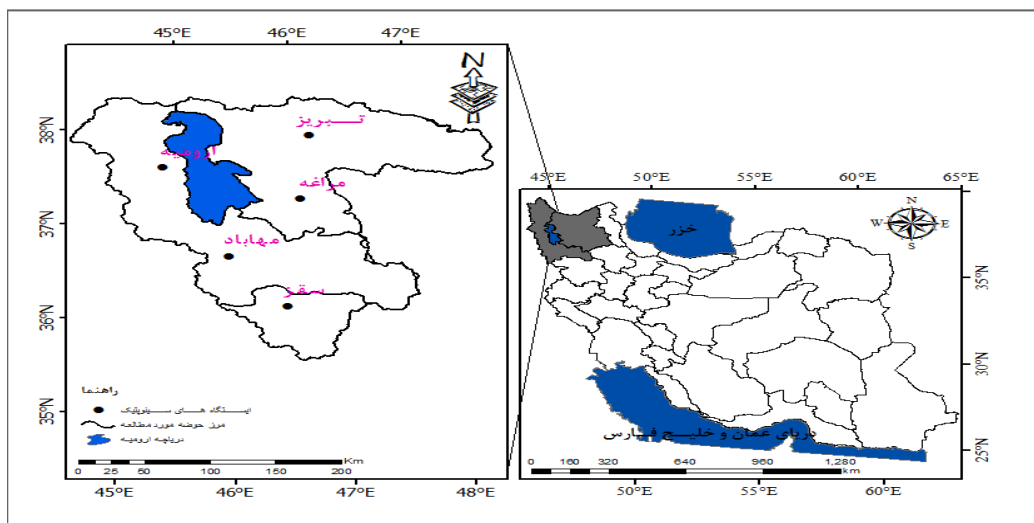 45°E 46°E 47°E
N
38°N
37°N
36°N
35°N
تبریز
ارومیه
مراغه
مهاباد
سقز
راهنما
ایستگاه های سینوپتیک
مرز حوضه مورد مطالعه
دریاچه ارومیه
0 25 50 100 150 200 Km
45°E 46°E 47°E 48°E
45°E 50°E 55°E 60°E 65°E
N
W E
S
خزر
35°N
30°N
25°N
دریای عمان و خلیج فارس
0 160 320 640 960 1,280 km
50°E 55°E 60°E